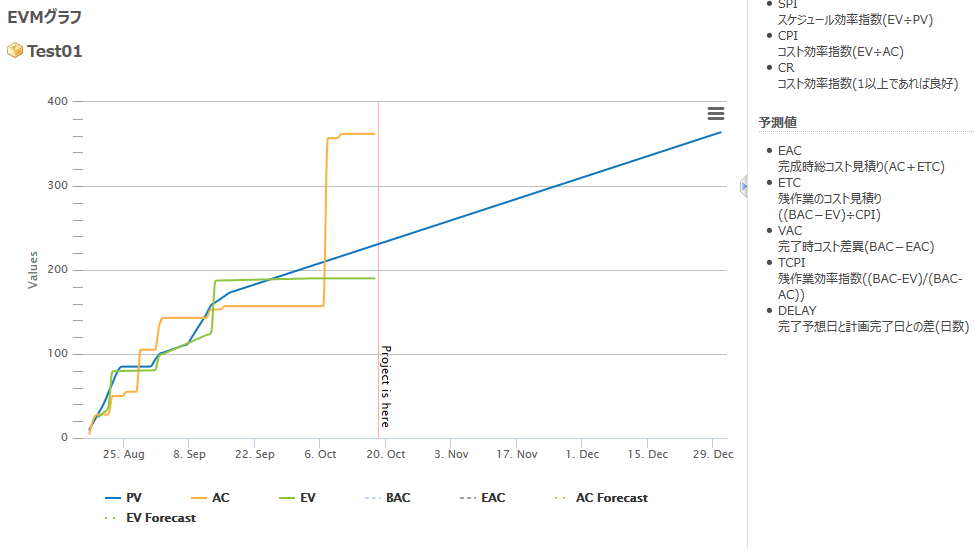 EVMグラフ
Test01
400
300
200
100
0
Values
Project is here
25. Aug
8. Sep
22. Sep
6. Oct
20. Oct
3. Nov
17. Nov
1. Dec
15. Dec
29. Dec
PV
AC
EV
BAC
EAC
AC Forecast
EV Forecast
SPI
スケジュール効率指数(EV÷PV)
CPI
コスト効率指数(EV÷AC)
CR
コスト効率指数(1以上であれば良好)
予測値
EAC
完成時総コスト見積り(AC＋ETC)
ETC
残作業のコスト見積り
((BAC－EV)÷CPI)
VAC
完了時コスト差異(BAC－EAC)
TCPI
残作業効率指数((BAC-EV)/(BAC-
AC))
DELAY
完了予想日と計画完了日との差(日数)